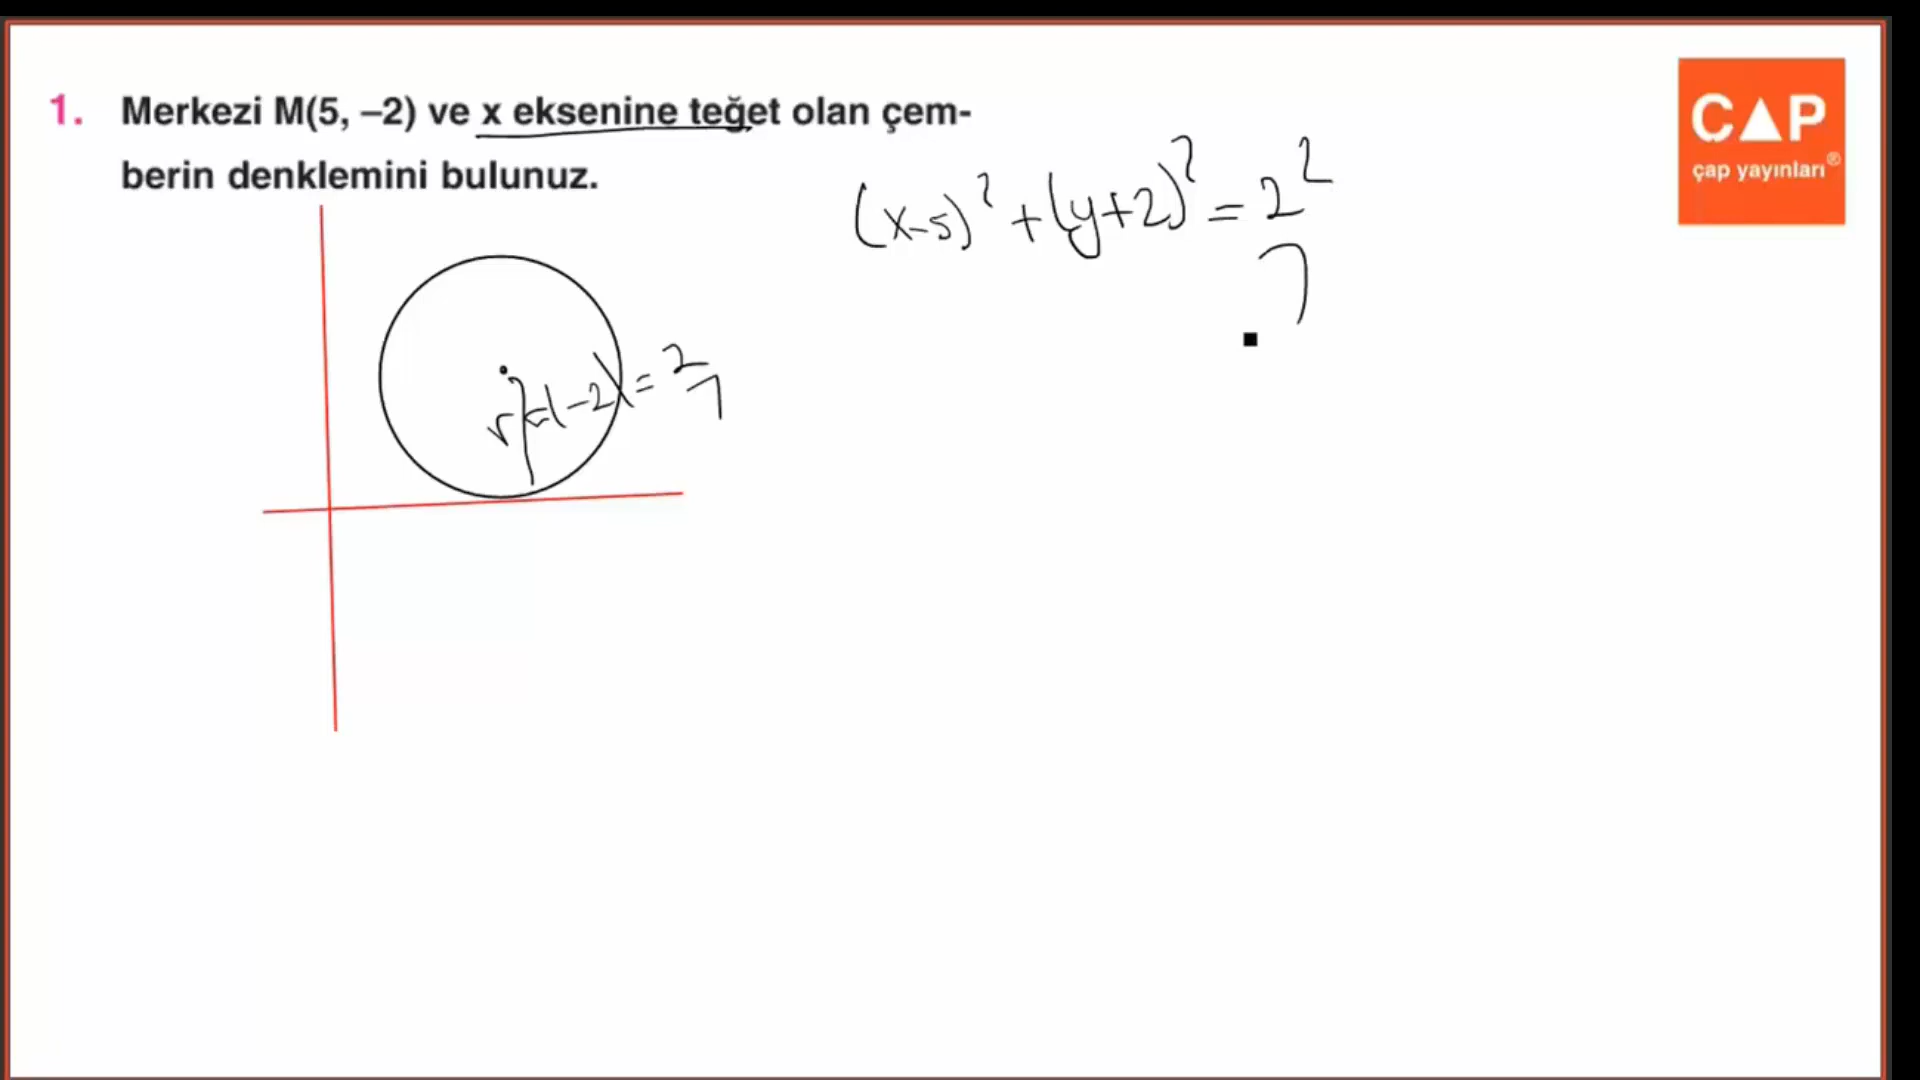 1. Merkezi M(5, –2) ve x eksenine teğet olan çem-
berin denklemini bulunuz.
(x-5)² + (y+2)² = 2²
r = |-2| = 2
CAP
çap yayınları®